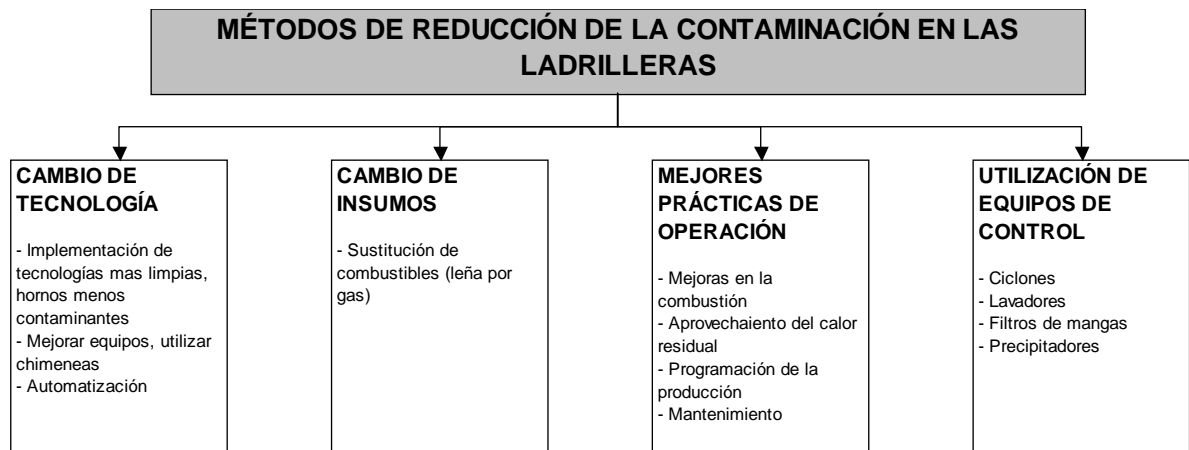 MÉTODOS DE REDUCCIÓN DE LA CONTAMINACIÓN EN LAS
LADRILLERAS
CAMBIO DE
TECNOLOGÍA
- Implementación de
tecnologías mas limpias,
hornos menos
contaminantes
- Mejorar equipos, utilizar
chimeneas
- Automatización
CAMBIO DE
INSUMOS
- Sustitución de
combustibles (leña por
gas)
MEJORES
PRÁCTICAS DE
OPERACIÓN
- Mejoras en la
combustión
- Aprovechaiento del calor
residual
- Programación de la
producción
- Mantenimiento
UTILIZACIÓN DE
EQUIPOS DE
CONTROL
- Ciclones
- Lavadores
- Filtros de mangas
- Precipitadores